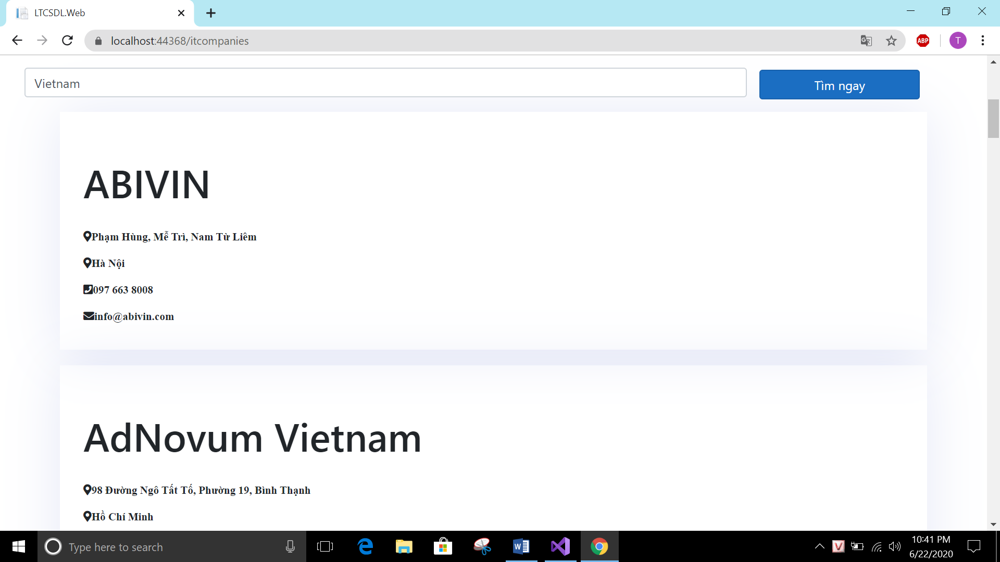 LTCSDL.Web
localhost:44368/itcompanies
ABP
T
Vietnam
Tìm ngay
ABIVIN
Phạm Hùng, Mễ Trì, Nam Từ Liêm
Hà Nội
097 663 8008
info@abivin.com
AdNovum Vietnam
98 Đường Ngô Tất Tố, Phường 19, Bình Thạnh
Hồ Chí Minh
Type here to search
10:41 PM
6/22/2020